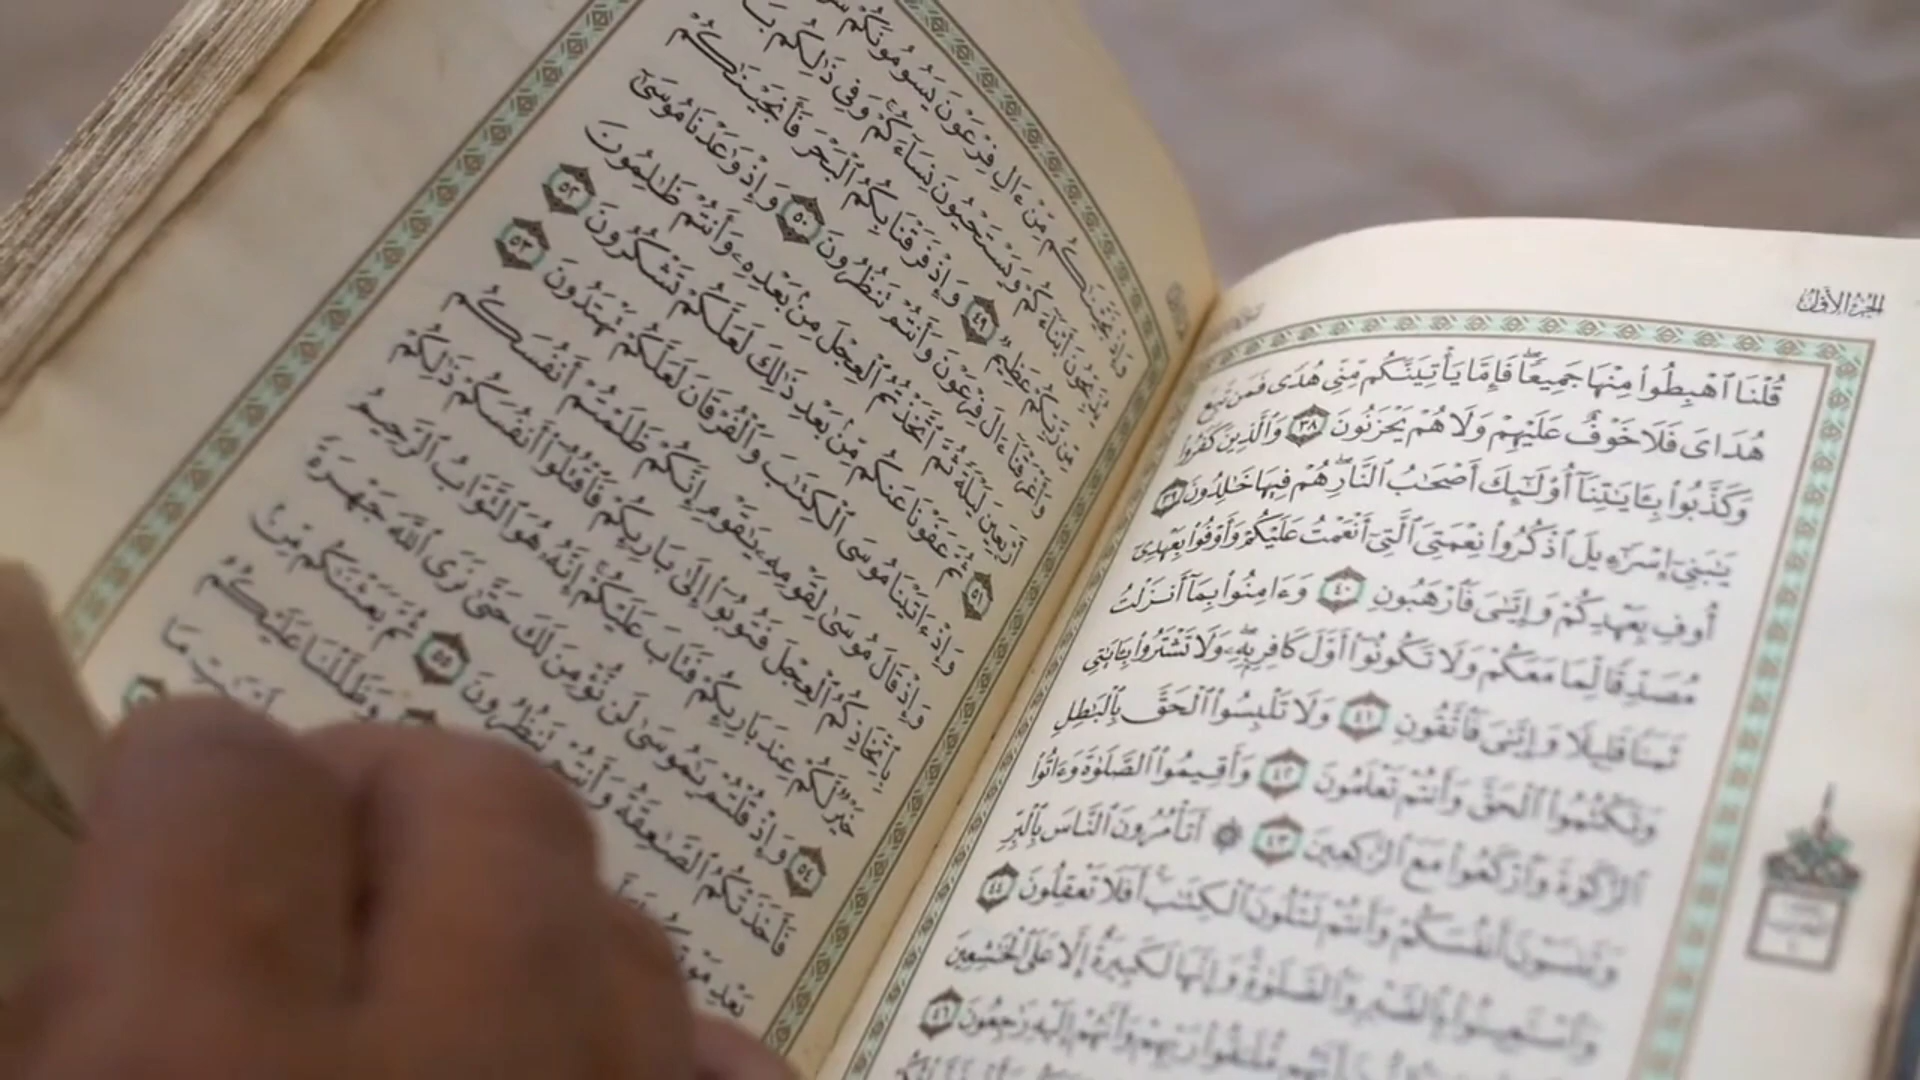 الجزء الأول
قُلْنَا ٱهْبِطُوا۟ مِنْهَا جَمِيعًۭا ۖ فَإِمَّا يَأْتِيَنَّكُم مِّنِّى هُدًۭى فَمَن تَبِعَ
هُدَاىَ فَلَا خَوْفٌ عَلَيْهِمْ وَلَا هُمْ يَحْزَنُونَ ٣٨ وَٱلَّذِينَ كَفَرُوا۟
وَكَذَّبُوا۟ بِـَٔايَـٰتِنَآ أُو۟لَـٰٓئِكَ أَصْحَـٰبُ ٱلنَّارِ ۖ هُمْ فِيهَا خَـٰلِدُونَ ٣٩
يَـٰبَنِىٓ إِسْرَٰٓءِيلَ ٱذْكُرُوا۟ نِعْمَتِىَ ٱلَّتِىٓ أَنْعَمْتُ عَلَيْكُمْ وَأَوْفُوا۟ بِعَهْدِىٓ
أُوفِ بِعَهْدِكُمْ وَإِيَّـٰىَ فَٱرْهَبُونِ ٤٠ وَءَامِنُوا۟ بِمَآ أَنزَلْتُ
مُصَدِّقًۭا لِّمَا مَعَكُمْ وَلَا تَكُونُوٓا۟ أَوَّلَ كَافِرٍۭ بِهِۦ ۖ وَلَا تَشْتَرُوا۟ بِـَٔايَـٰتِى
ثَمَنًۭا قَلِيلًۭا وَإِيَّـٰىَ فَٱتَّقُونِ ٤١ وَلَا تَلْبِسُوا۟ ٱلْحَقَّ بِٱلْبَـٰطِلِ
وَتَكْتُمُوا۟ ٱلْحَقَّ وَأَنتُمْ تَعْلَمُونَ ٤٢ وَأَقِيمُوا۟ ٱلصَّلَوٰةَ وَءَاتُوا۟
ٱلزَّكَوٰةَ وَٱرْكَعُوا۟ مَعَ ٱلرَّٰكِعِينَ ٤٣ ۞ أَتَأْمُرُونَ ٱلنَّاسَ بِٱلْبِرِّ
وَتَنسَوْنَ أَنفُسَكُمْ وَأَنتُمْ تَتْلُونَ ٱلْكِتَـٰبَ ۚ أَفَلَا تَعْقِلُونَ ٤٤
وَٱسْتَعِينُوا۟ بِٱلصَّبْرِ وَٱلصَّلَوٰةِ ۚ وَإِنَّهَا لَكَبِيرَةٌ إِلَّا عَلَى ٱلْخَـٰشِعِينَ
أَنَّهُم مُّلَـٰقُوا۟ رَبِّهِمْ وَأَنَّهُمْ إِلَيْهِ رَٰجِعُونَ ٤٦
وَإِذْ نَجَّيْنَـٰكُم مِّنْ ءَالِ فِرْعَوْنَ يَسُومُونَكُمْ
يُذَبِّحُونَ أَبْنَآءَكُمْ وَيَسْتَحْيُونَ نِسَآءَكُمْ ۚ وَفِى ذَٰلِكُم
مِّن رَّبِّكُمْ عَظِيمٌۭ ٤٩ وَإِذْ فَرَقْنَا بِكُمُ ٱلْبَحْرَ فَأَنجَيْنَـٰكُمْ
وَأَغْرَقْنَآ ءَالَ فِرْعَوْنَ وَأَنتُمْ تَنظُرُونَ ٥٠ وَإِذْ وَٰعَدْنَا مُوسَىٰٓ
أَرْبَعِينَ لَيْلَةًۭ ثُمَّ ٱتَّخَذْتُمُ ٱلْعِجْلَ مِنۢ بَعْدِهِۦ وَأَنتُمْ ظَـٰلِمُونَ
٥١ ثُمَّ عَفَوْنَا عَنكُم مِّنۢ بَعْدِ ذَٰلِكَ لَعَلَّكُمْ تَشْكُرُونَ ٥٢
وَإِذْ ءَاتَيْنَا مُوسَى ٱلْكِتَـٰبَ وَٱلْفُرْقَانَ لَعَلَّكُمْ تَهْتَدُونَ ٥٣
وَإِذْ قَالَ مُوسَىٰ لِقَوْمِهِۦ يَـٰقَوْمِ إِنَّكُمْ ظَلَمْتُمْ أَنفُسَكُم
بِٱتِّخَاذِكُمُ ٱلْعِجْلَ فَتُوبُوٓا۟ إِلَىٰ بَارِئِكُمْ فَٱقْتُلُوٓا۟ أَنفُسَكُمْ ذَٰلِكُمْ
خَيْرٌۭ لَّكُمْ عِندَ بَارِئِكُمْ فَتَابَ عَلَيْكُمْ ۚ إِنَّهُۥ هُوَ ٱلتَّوَّابُ ٱلرَّحِيمُ
٥٤ وَإِذْ قُلْتُمْ يَـٰمُوسَىٰ لَن نُّؤْمِنَ لَكَ حَتَّىٰ نَرَى ٱللَّهَ جَهْرَةًۭ
فَأَخَذَتْكُمُ ٱلصَّـٰعِقَةُ وَأَنتُمْ تَنظُرُونَ ٥٥ ثُمَّ بَعَثْنَـٰكُم مِّنۢ
بَعْدِ مَوْتِكُمْ وَظَلَّلْنَا عَلَيْكُمُ
مَا